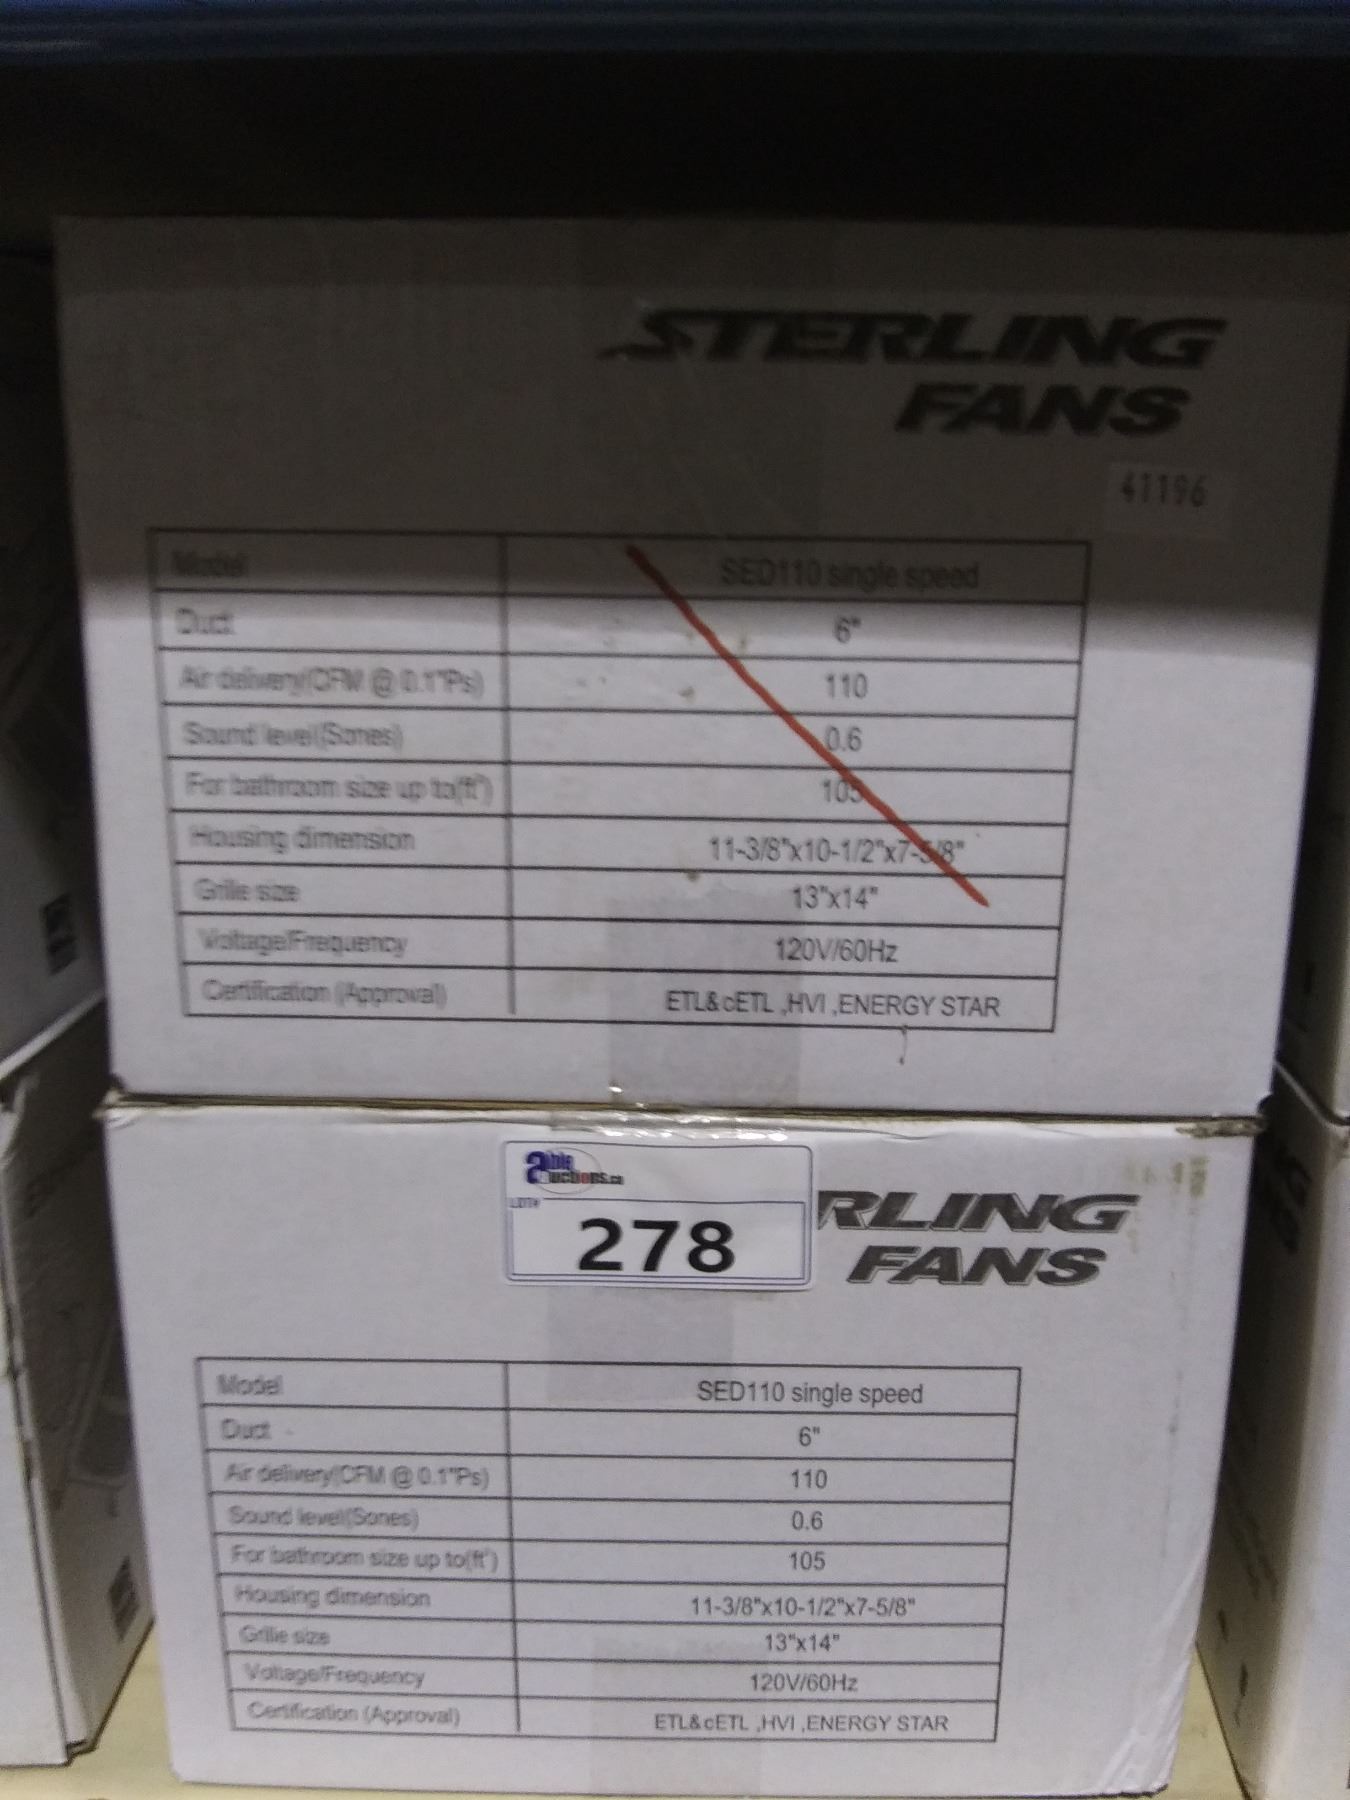 STERLING
FANS
41196
Model SED110 single speed
Duct 6"
Air delivery(CFM @ 0.1"Ps) 110
Sound level(Sones) 0.6
For bathroom size up to(ft²) 105
Housing dimension 11-3/8"x10-1/2"x7-5/8"
Grille size 13"x14"
Voltage/Frequency 120V/60Hz
Certification (Approval) ETL&cETL ,HVI ,ENERGY STAR
able
auctions.ca
LOT#
278
RLING
FANS
Model SED110 single speed
Duct 6"
Air delivery(CFM @ 0.1"Ps) 110
Sound level(Sones) 0.6
For bathroom size up to(ft²) 105
Housing dimension 11-3/8"x10-1/2"x7-5/8"
Grille size 13"x14"
Voltage/Frequency 120V/60Hz
Certification (Approval) ETL&cETL ,HVI ,ENERGY STAR